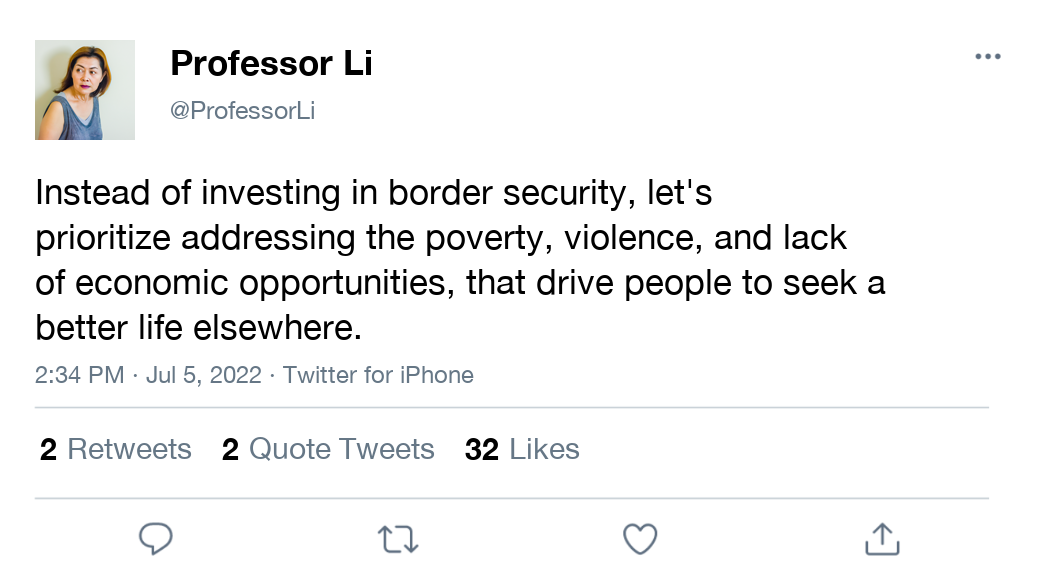 Professor Li
@ProfessorLi
Instead of investing in border security, let's
prioritize addressing the poverty, violence, and lack
of economic opportunities, that drive people to seek a
better life elsewhere.
2:34 PM · Jul 5, 2022 · Twitter for iPhone
2 Retweets 2 Quote Tweets 32 Likes